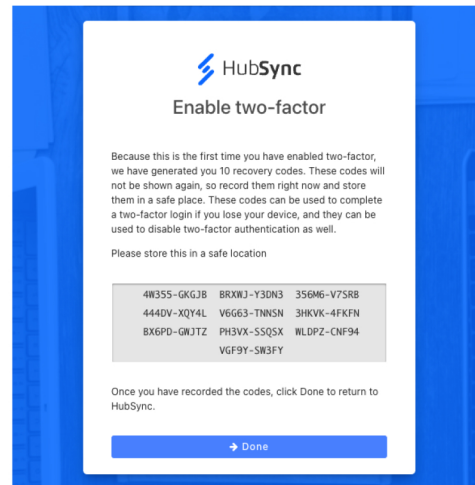 HubSync
Enable two-factor
Because this is the first time you have enabled two-factor,
we have generated you 10 recovery codes. These codes will
not be shown again, so record them right now and store
them in a safe place. These codes can be used to complete
a two-factor login if you lose your device, and they can be
used to disable two-factor authentication as well.
Please store this in a safe location
4W355-GKGJB BRXWJ-Y3DN3 356M6-V7SRB
444DV-XQY4L V6G63-TNNSN 3HKVK-4FKFN
BX6PD-GWJTZ PH3VX-SSQSX WLDPZ-CNF94
VGF9Y-SW3FY
Once you have recorded the codes, click Done to return to
HubSync.
→ Done